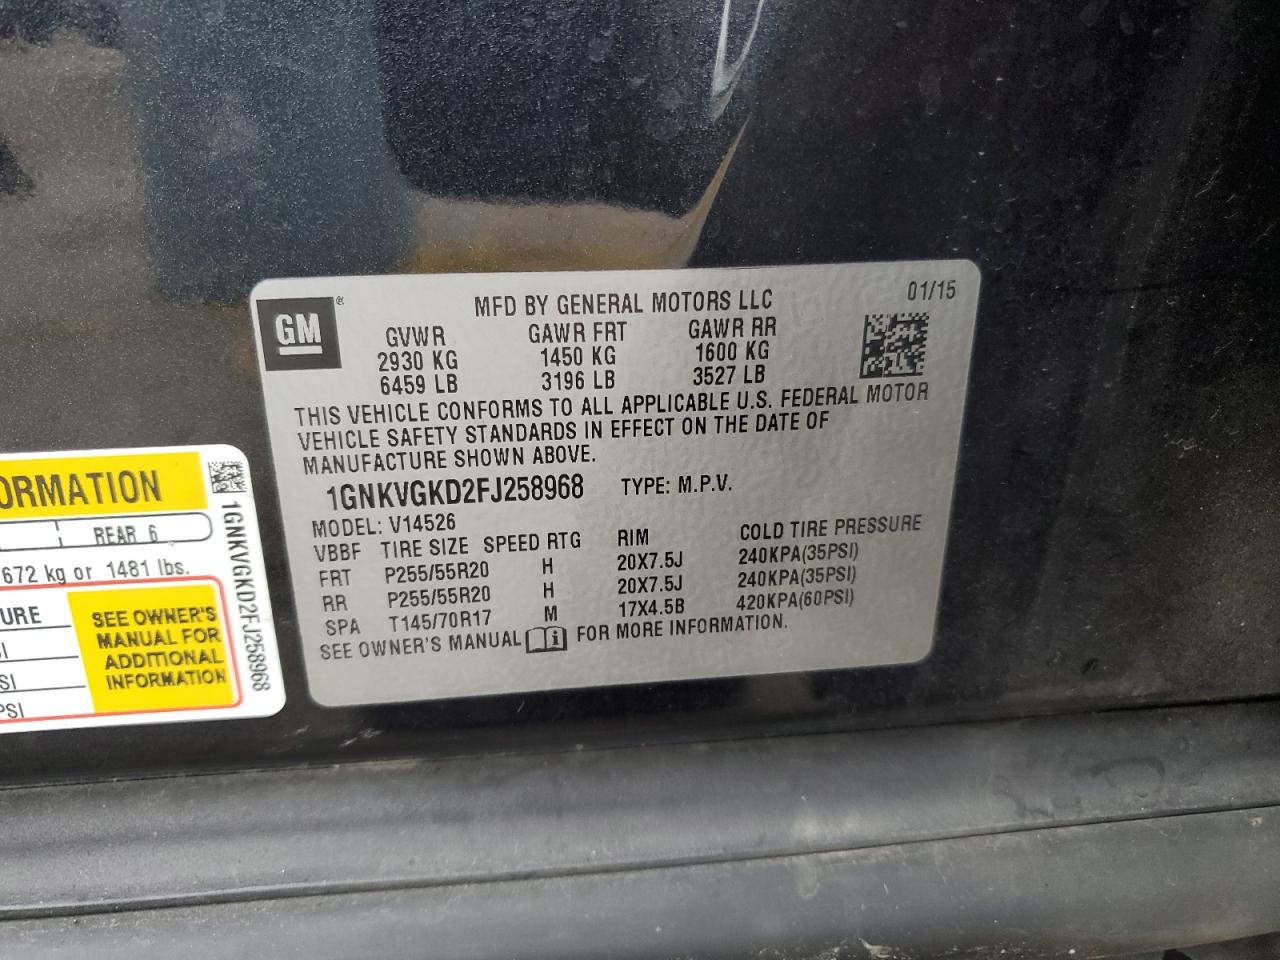 MFD BY GENERAL MOTORS LLC 01/15
GM®
GVWR GAWR FRT GAWR RR
2930 KG 1450 KG 1600 KG
6459 LB 3196 LB 3527 LB
THIS VEHICLE CONFORMS TO ALL APPLICABLE U.S. FEDERAL MOTOR
VEHICLE SAFETY STANDARDS IN EFFECT ON THE DATE OF
MANUFACTURE SHOWN ABOVE.
1GNKVGKD2FJ258968 TYPE: M.P.V.
MODEL: V14526
VBBF TIRE SIZE SPEED RTG RIM COLD TIRE PRESSURE
FRT P255/55R20 H 20X7.5J 240KPA(35PSI)
RR P255/55R20 H 20X7.5J 240KPA(35PSI)
SPA T145/70R17 M 17X4.5B 420KPA(60PSI)
SEE OWNER'S MANUAL i FOR MORE INFORMATION.
ORMATION
REAR 6
672 kg or 1481 lbs.
URE
SI
PSI
SEE OWNER'S
MANUAL FOR
ADDITIONAL
INFORMATION
1GNKVGKD2FJ258968